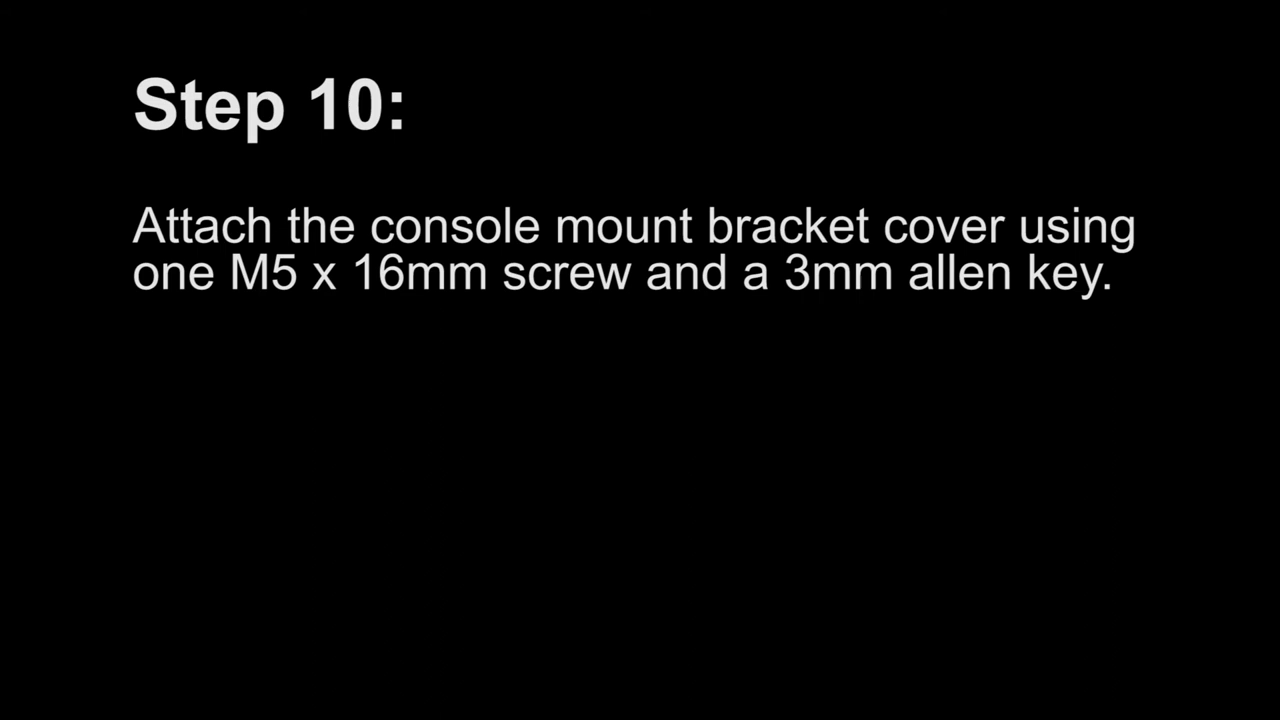 Step 10:
Attach the console mount bracket cover using
one M5 x 16mm screw and a 3mm allen key.